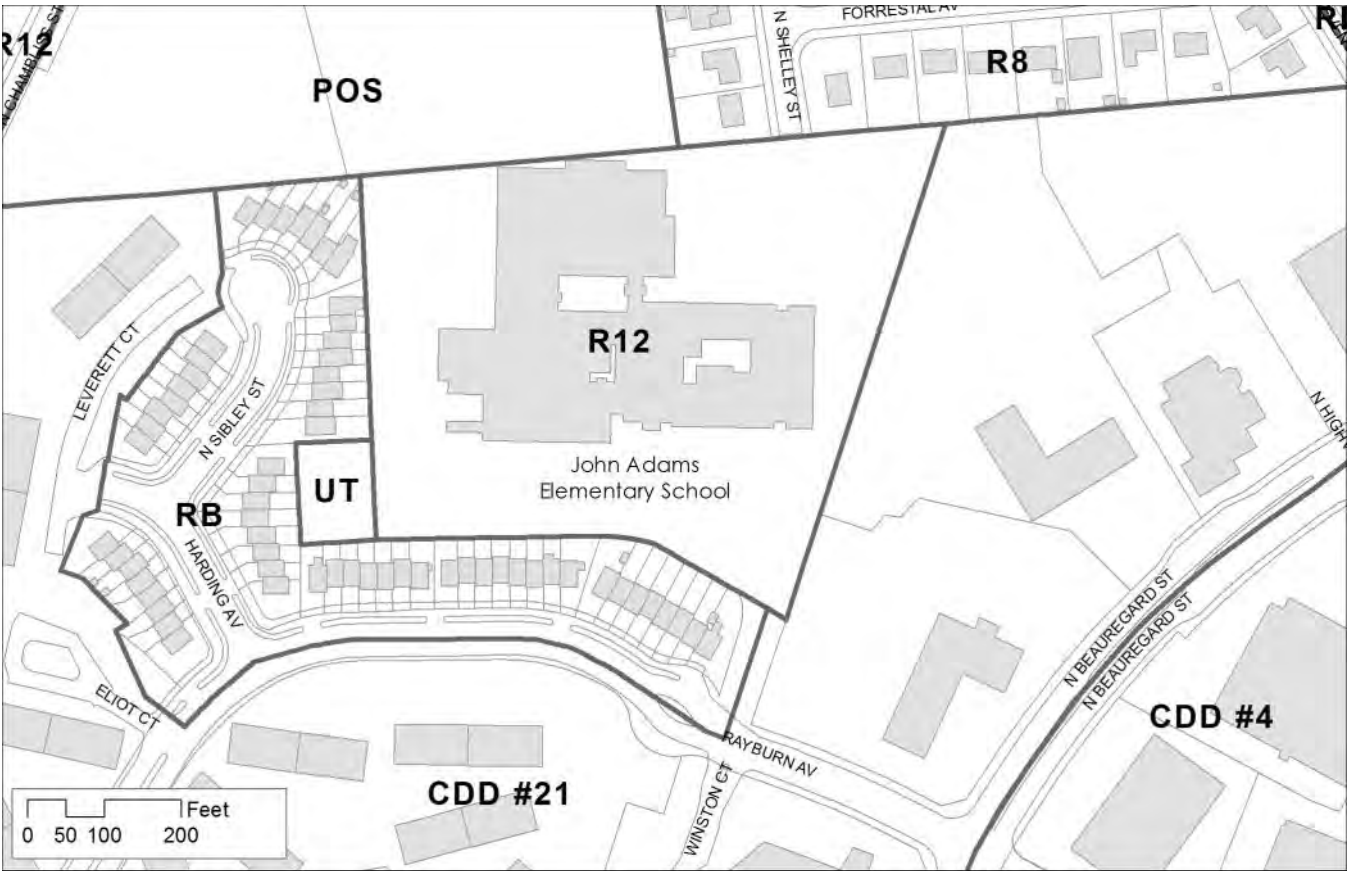 FORRESTAL AV
R12
N CHAMBLISS ST
POS
N SHELLEY ST
R8
LEVERETT CT
N SIBLEY ST
R12
John Adams
Elementary School
UT
RB
HARDING AV
ELIOT CT
N BEAUREGARD ST
N BEAUREGARD ST
CDD #4
RAYBURN AV
CDD #21
WINSTON CT
Feet
0 50 100 200